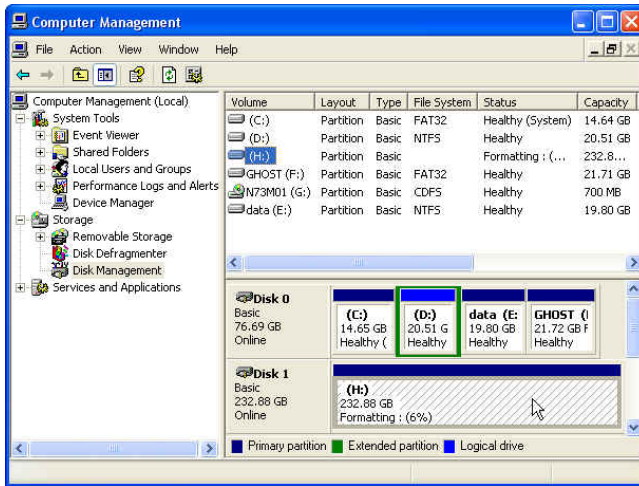 Computer Management
File Action View Window Help
Computer Management (Local)
System Tools
Event Viewer
Shared Folders
Local Users and Groups
Performance Logs and Alerts
Device Manager
Storage
Removable Storage
Disk Defragmenter
Disk Management
Services and Applications
Volume Layout Type File System Status Capacity
(C:) Partition Basic FAT32 Healthy (System) 14.64 GB
(D:) Partition Basic NTFS Healthy 20.51 GB
(H:) Partition Basic Formatting : (... 232.8...
GHOST (F:) Partition Basic FAT32 Healthy 21.71 GB
N73M01 (G:) Partition Basic CDFS Healthy 700 MB
data (E:) Partition Basic NTFS Healthy 19.80 GB
Disk 0
Basic
76.69 GB
Online
(C:)
14.65 GB
Healthy (
(D:)
20.51 G
Healthy
data (E:
19.80 GB
Healthy
GHOST (
21.72 GB F
Healthy
Disk 1
Basic
232.88 GB
Online
(H:)
232.88 GB
Formatting : (6%)
Primary partition Extended partition Logical drive